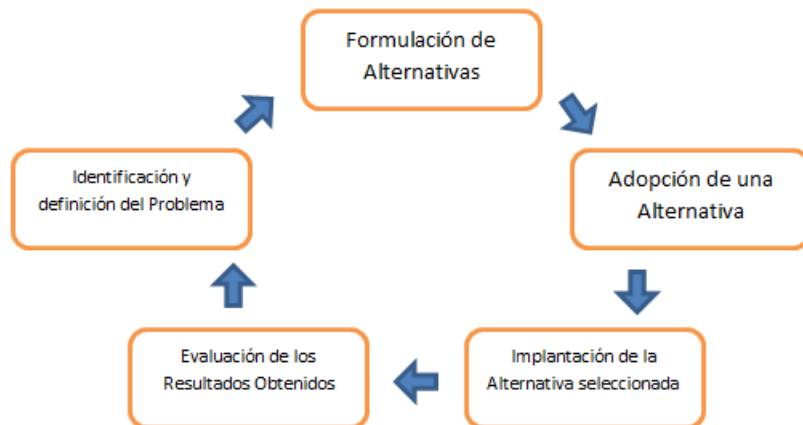 Formulación de
Alternativas
Identificación y
definición del Problema
Adopción de una
Alternativa
Evaluación de los
Resultados Obtenidos
Implantación de la
Alternativa seleccionada